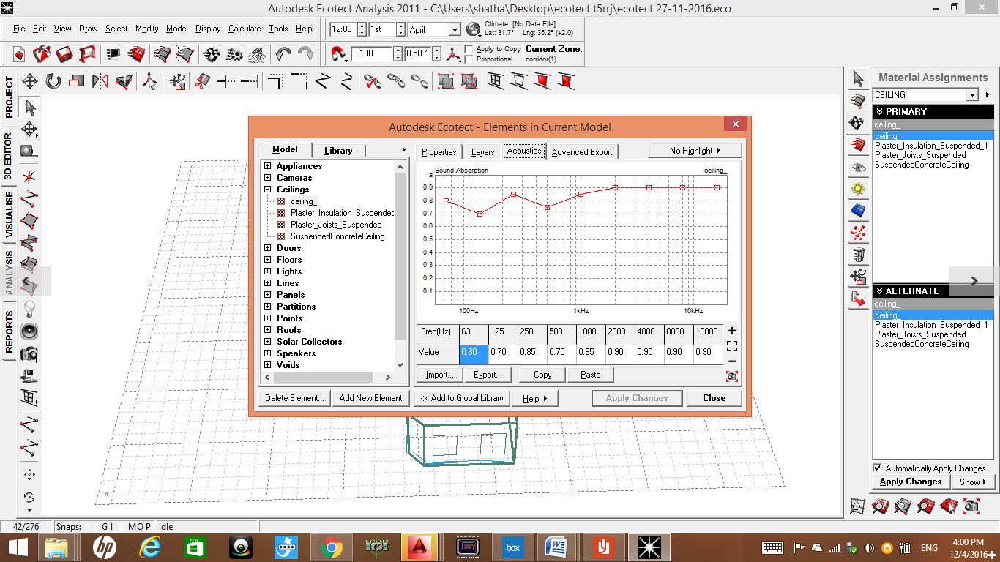 Autodesk Ecotect Analysis 2011 - C:\Users\shatha\Desktop\ecotect t5rrj\ecotect 27-11-2016.eco
File Edit View Draw Select Modify Model Display Calculate Tools Help
12:00 1st April
Climate: [No Data File]
Lat: 31.7° Lng: 35.2° (+2.0)
0.100 0.50 °
Apply to Copy
Proportional
Current Zone:
corridor(1)
PROJECT
3D EDITOR
VISUALISE
ANALYSIS
REPORTS
Autodesk Ecotect - Elements in Current Model
Model Library
Appliances
Cameras
Ceilings
ceiling_
Plaster_Insulation_Suspended
Plaster_Joists_Suspended
SuspendedConcreteCeiling
Doors
Floors
Lights
Lines
Panels
Partitions
Points
Roofs
Solar Collectors
Speakers
Voids
Properties Layers Acoustics Advanced Export No Highlight
Sound Absorption ceiling_
a
0.9
0.8
0.7
0.6
0.5
0.4
0.3
0.2
0.1
100Hz 1kHz 10kHz
Freq(Hz) 63 125 250 500 1000 2000 4000 8000 16000
Value 0.80 0.70 0.85 0.75 0.85 0.90 0.90 0.90 0.90
Import... Export... Copy Paste
Delete Element... Add New Element << Add to Global Library Help Apply Changes Close
Material Assignments
CEILING
PRIMARY
ceiling_
ceiling_
Plaster_Insulation_Suspended_1
Plaster_Joists_Suspended
SuspendedConcreteCeiling
ALTERNATE
ceiling_
ceiling_
Plaster_Insulation_Suspended_1
Plaster_Joists_Suspended
SuspendedConcreteCeiling
Automatically Apply Changes
Apply Changes Show
42/276 Snaps: A C G I L M O P Idle
hp
box
ENG
4:00 PM
12/4/2016